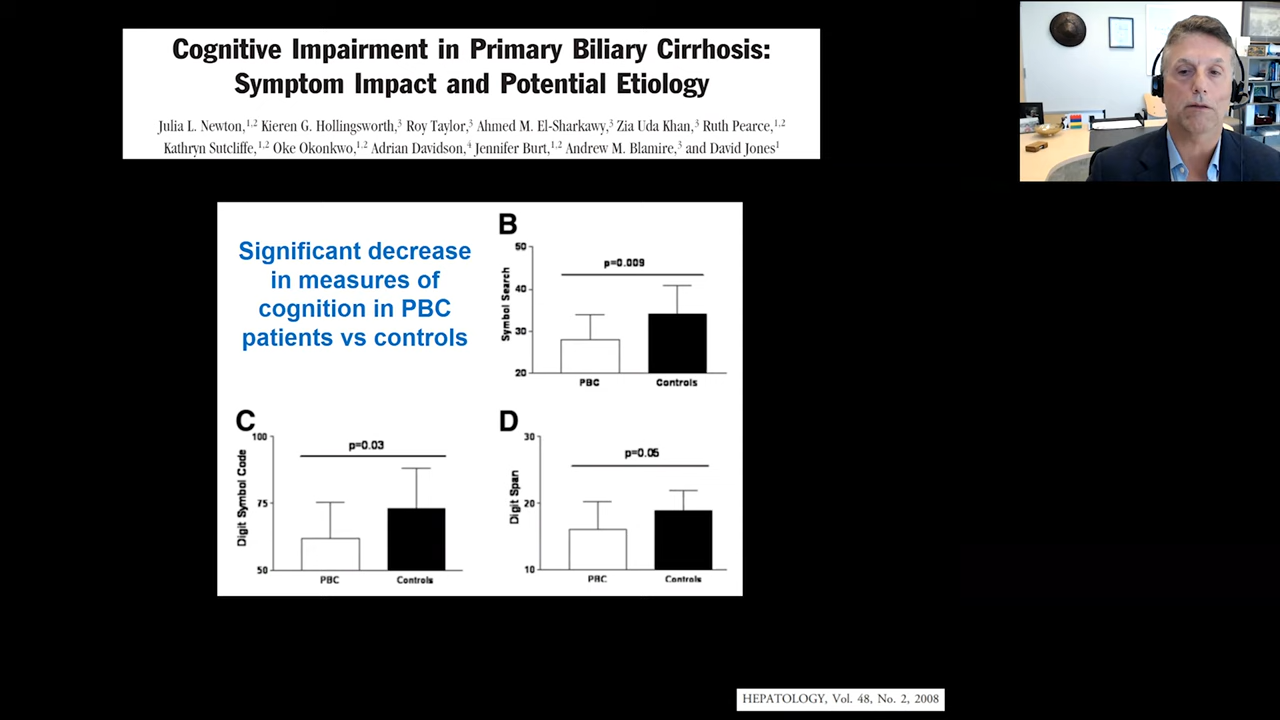 Cognitive Impairment in Primary Biliary Cirrhosis:
Symptom Impact and Potential Etiology
Julia L. Newton,1,2 Kieren G. Hollingsworth,3 Roy Taylor,3 Ahmed M. El-Sharkawy,3 Zia Uda Khan,3 Ruth Pearce,1,2
Kathryn Sutcliffe,1,2 Oke Okonkwo,1,2 Adrian Davidson,4 Jennifer Burt,1,2 Andrew M. Blamire,3 and David Jones1
Significant decrease
in measures of
cognition in PBC
patients vs controls
B
50
40
30
20
Symbol Search
p=0.009
PBC
Controls
C
100
75
50
Digit Symbol Code
p=0.03
PBC
Controls
D
30
20
10
Digit Span
p=0.05
PBC
Controls
HEPATOLOGY, Vol. 48, No. 2, 2008